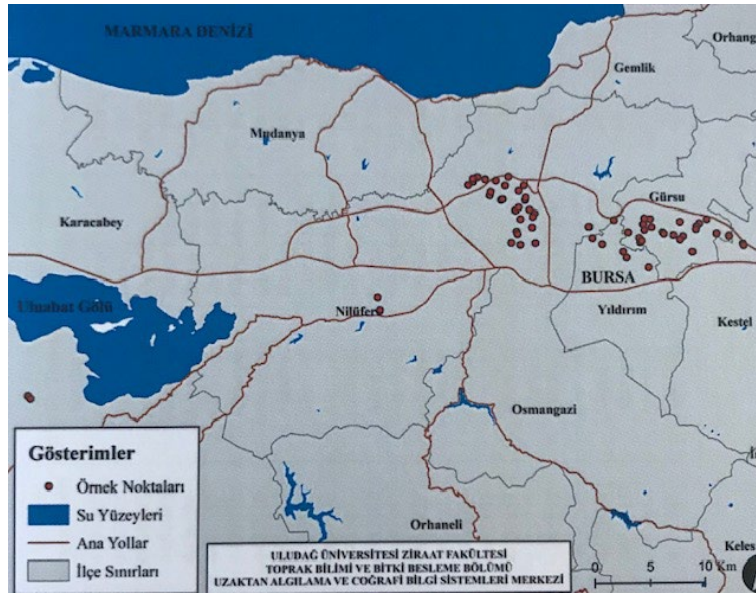 MARMARA DENİZİ
Orhang
Gemlik
Mudanya
Gürsu
Karacabey
BURSA
Uluabat Gölü
Nilüfer
Yıldırım
Kestel
Osmangazi
Gösterimler
Örnek Noktaları
Su Yüzeyleri
Ana Yollar
İlçe Sınırları
Orhaneli
Keles
ULUDAĞ ÜNİVERSİTESİ ZİRAAT FAKÜLTESİ
TOPRAK BİLİMİ VE BİTKİ BESLEME BÖLÜMÜ
UZAKTAN ALGILAMA VE COĞRAFİ BİLGİ SİSTEMLERİ MERKEZİ
0 5 10 Km